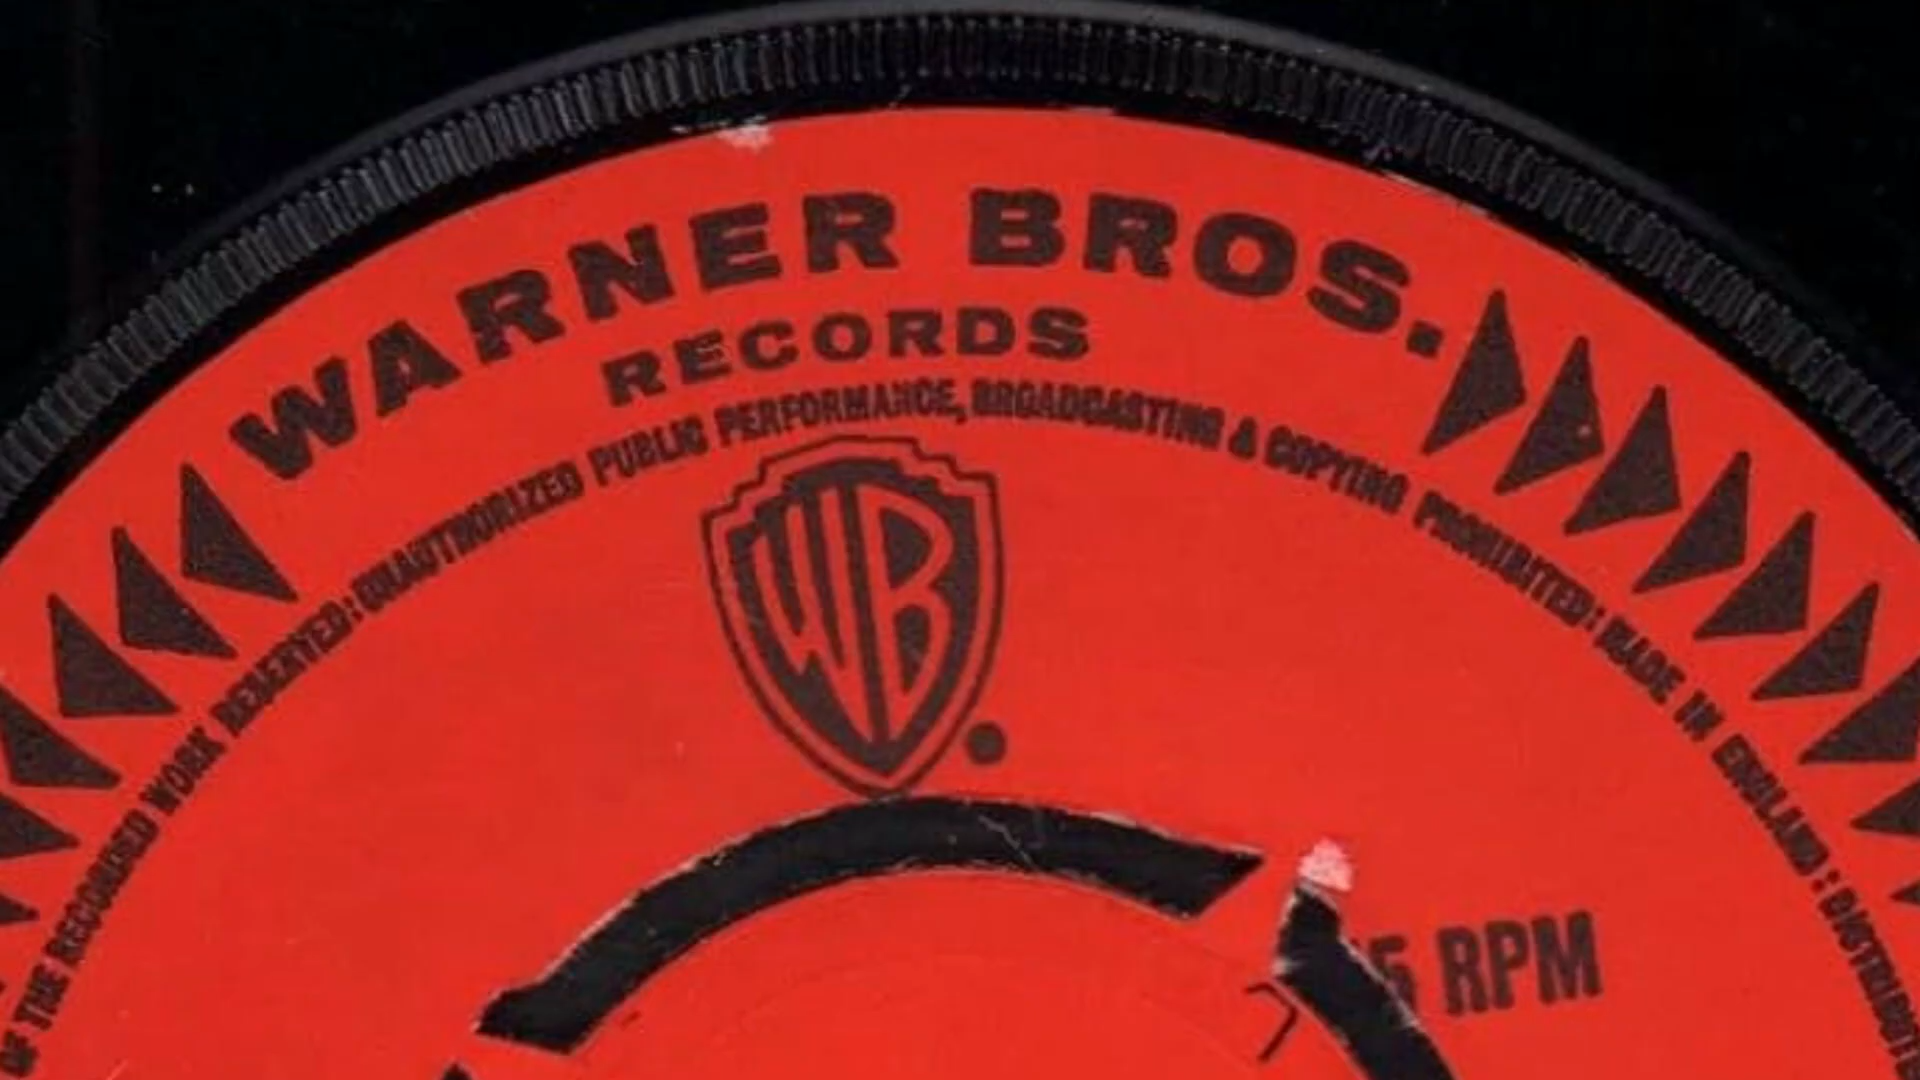 WARNER BROS.
RECORDS
OF THE RECORDED WORK RESERVED: UNAUTHORIZED PUBLIC PERFORMANCE, BROADCASTING & COPYING PROHIBITED: MADE IN ENGLAND:
WB
RPM